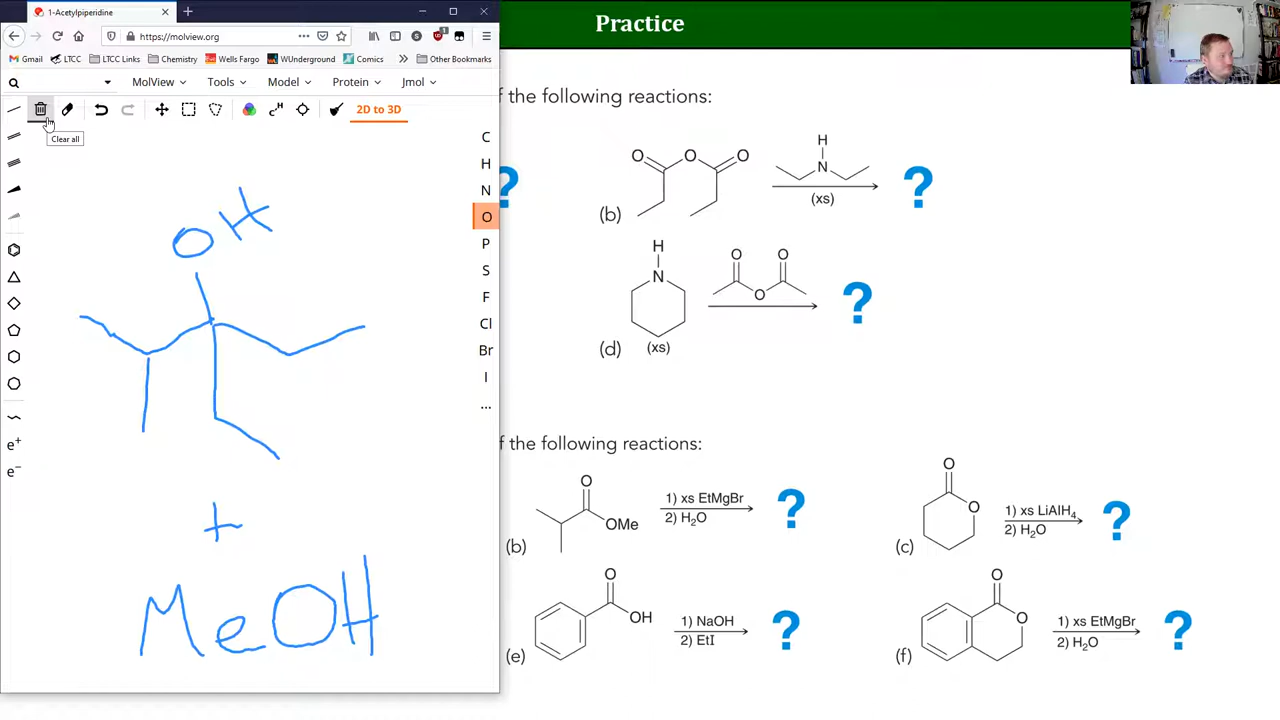 1-Acetylpiperidine
https://molview.org
Gmail LTCC LTCC Links Chemistry Wells Fargo WUnderground Comics Other Bookmarks
MolView Tools Model Protein Jmol
2D to 3D
Clear all
C
H
N
O
P
S
F
Cl
Br
I
...
e+
e−
OH
+
MeOH
Practice
f the following reactions:
?
(b)
O O O
H
N
(xs)
?
(d)
H
N
(xs)
O O
O
?
f the following reactions:
(b)
O
OMe
1) xs EtMgBr
2) H₂O
?
(c)
O
O
1) xs LiAlH₄
2) H₂O
?
(e)
O
OH
1) NaOH
2) EtI
?
(f)
O
O
1) xs EtMgBr
2) H₂O
?